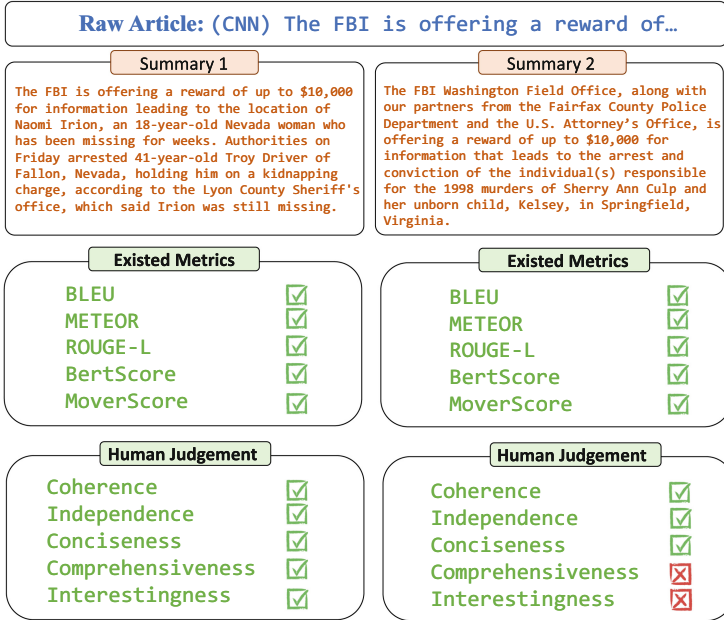 Raw Article: (CNN) The FBI is offering a reward of…
Summary 1
The FBI is offering a reward of up to $10,000
for information leading to the location of
Naomi Irion, an 18-year-old Nevada woman who
has been missing for weeks. Authorities on
Friday arrested 41-year-old Troy Driver of
Fallon, Nevada, holding him on a kidnapping
charge, according to the Lyon County Sheriff's
office, which said Irion was still missing.
Summary 2
The FBI Washington Field Office, along with
our partners from the Fairfax County Police
Department and the U.S. Attorney’s Office, is
offering a reward of up to $10,000 for
information that leads to the arrest and
conviction of the individual(s) responsible
for the 1998 murders of Sherry Ann Culp and
her unborn child, Kelsey, in Springfield,
Virginia.
Existed Metrics
BLEU
METEOR
ROUGE-L
BertScore
MoverScore
Existed Metrics
BLEU
METEOR
ROUGE-L
BertScore
MoverScore
Human Judgement
Coherence
Independence
Conciseness
Comprehensiveness
Interestingness
Human Judgement
Coherence
Independence
Conciseness
Comprehensiveness
Interestingness